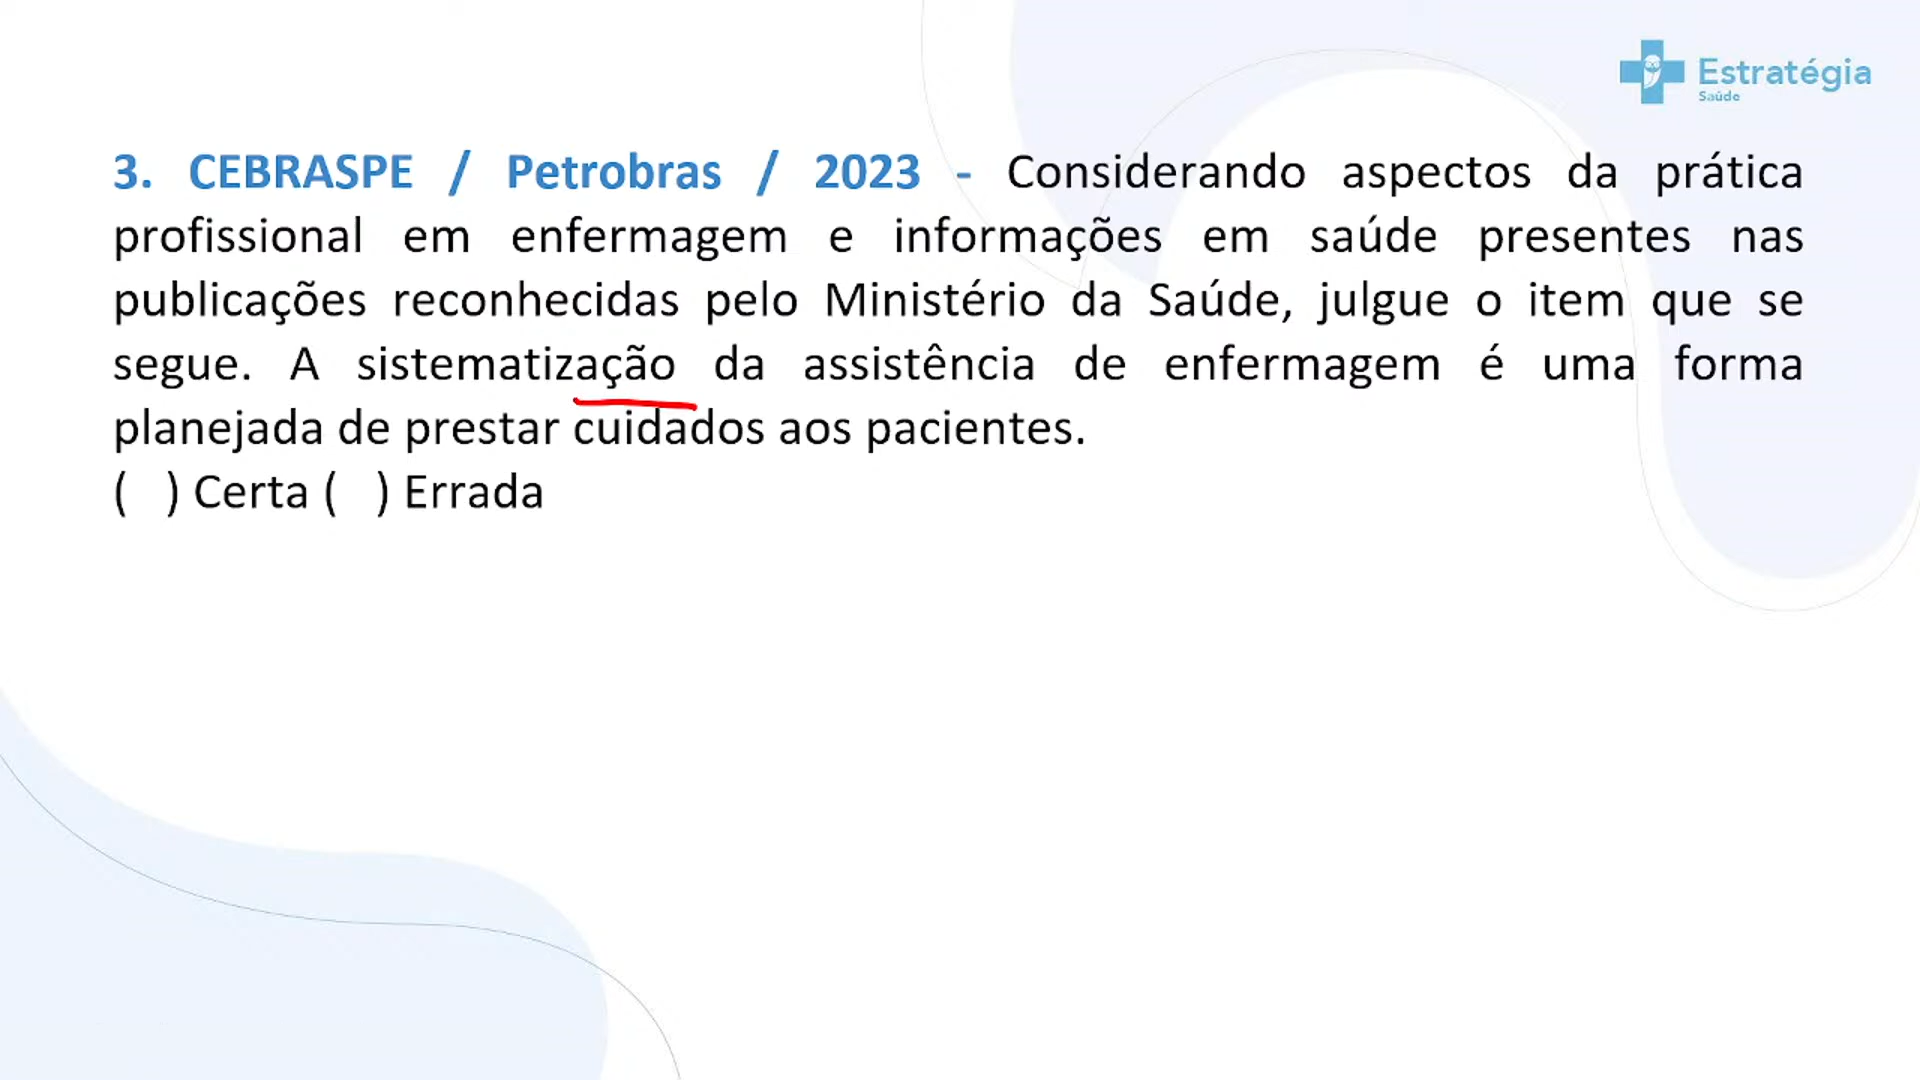 Estratégia
Saúde
3. CEBRASPE / Petrobras / 2023 - Considerando aspectos da prática
profissional em enfermagem e informações em saúde presentes nas
publicações reconhecidas pelo Ministério da Saúde, julgue o item que se
segue. A sistematização da assistência de enfermagem é uma forma
planejada de prestar cuidados aos pacientes.
(   ) Certa (   ) Errada